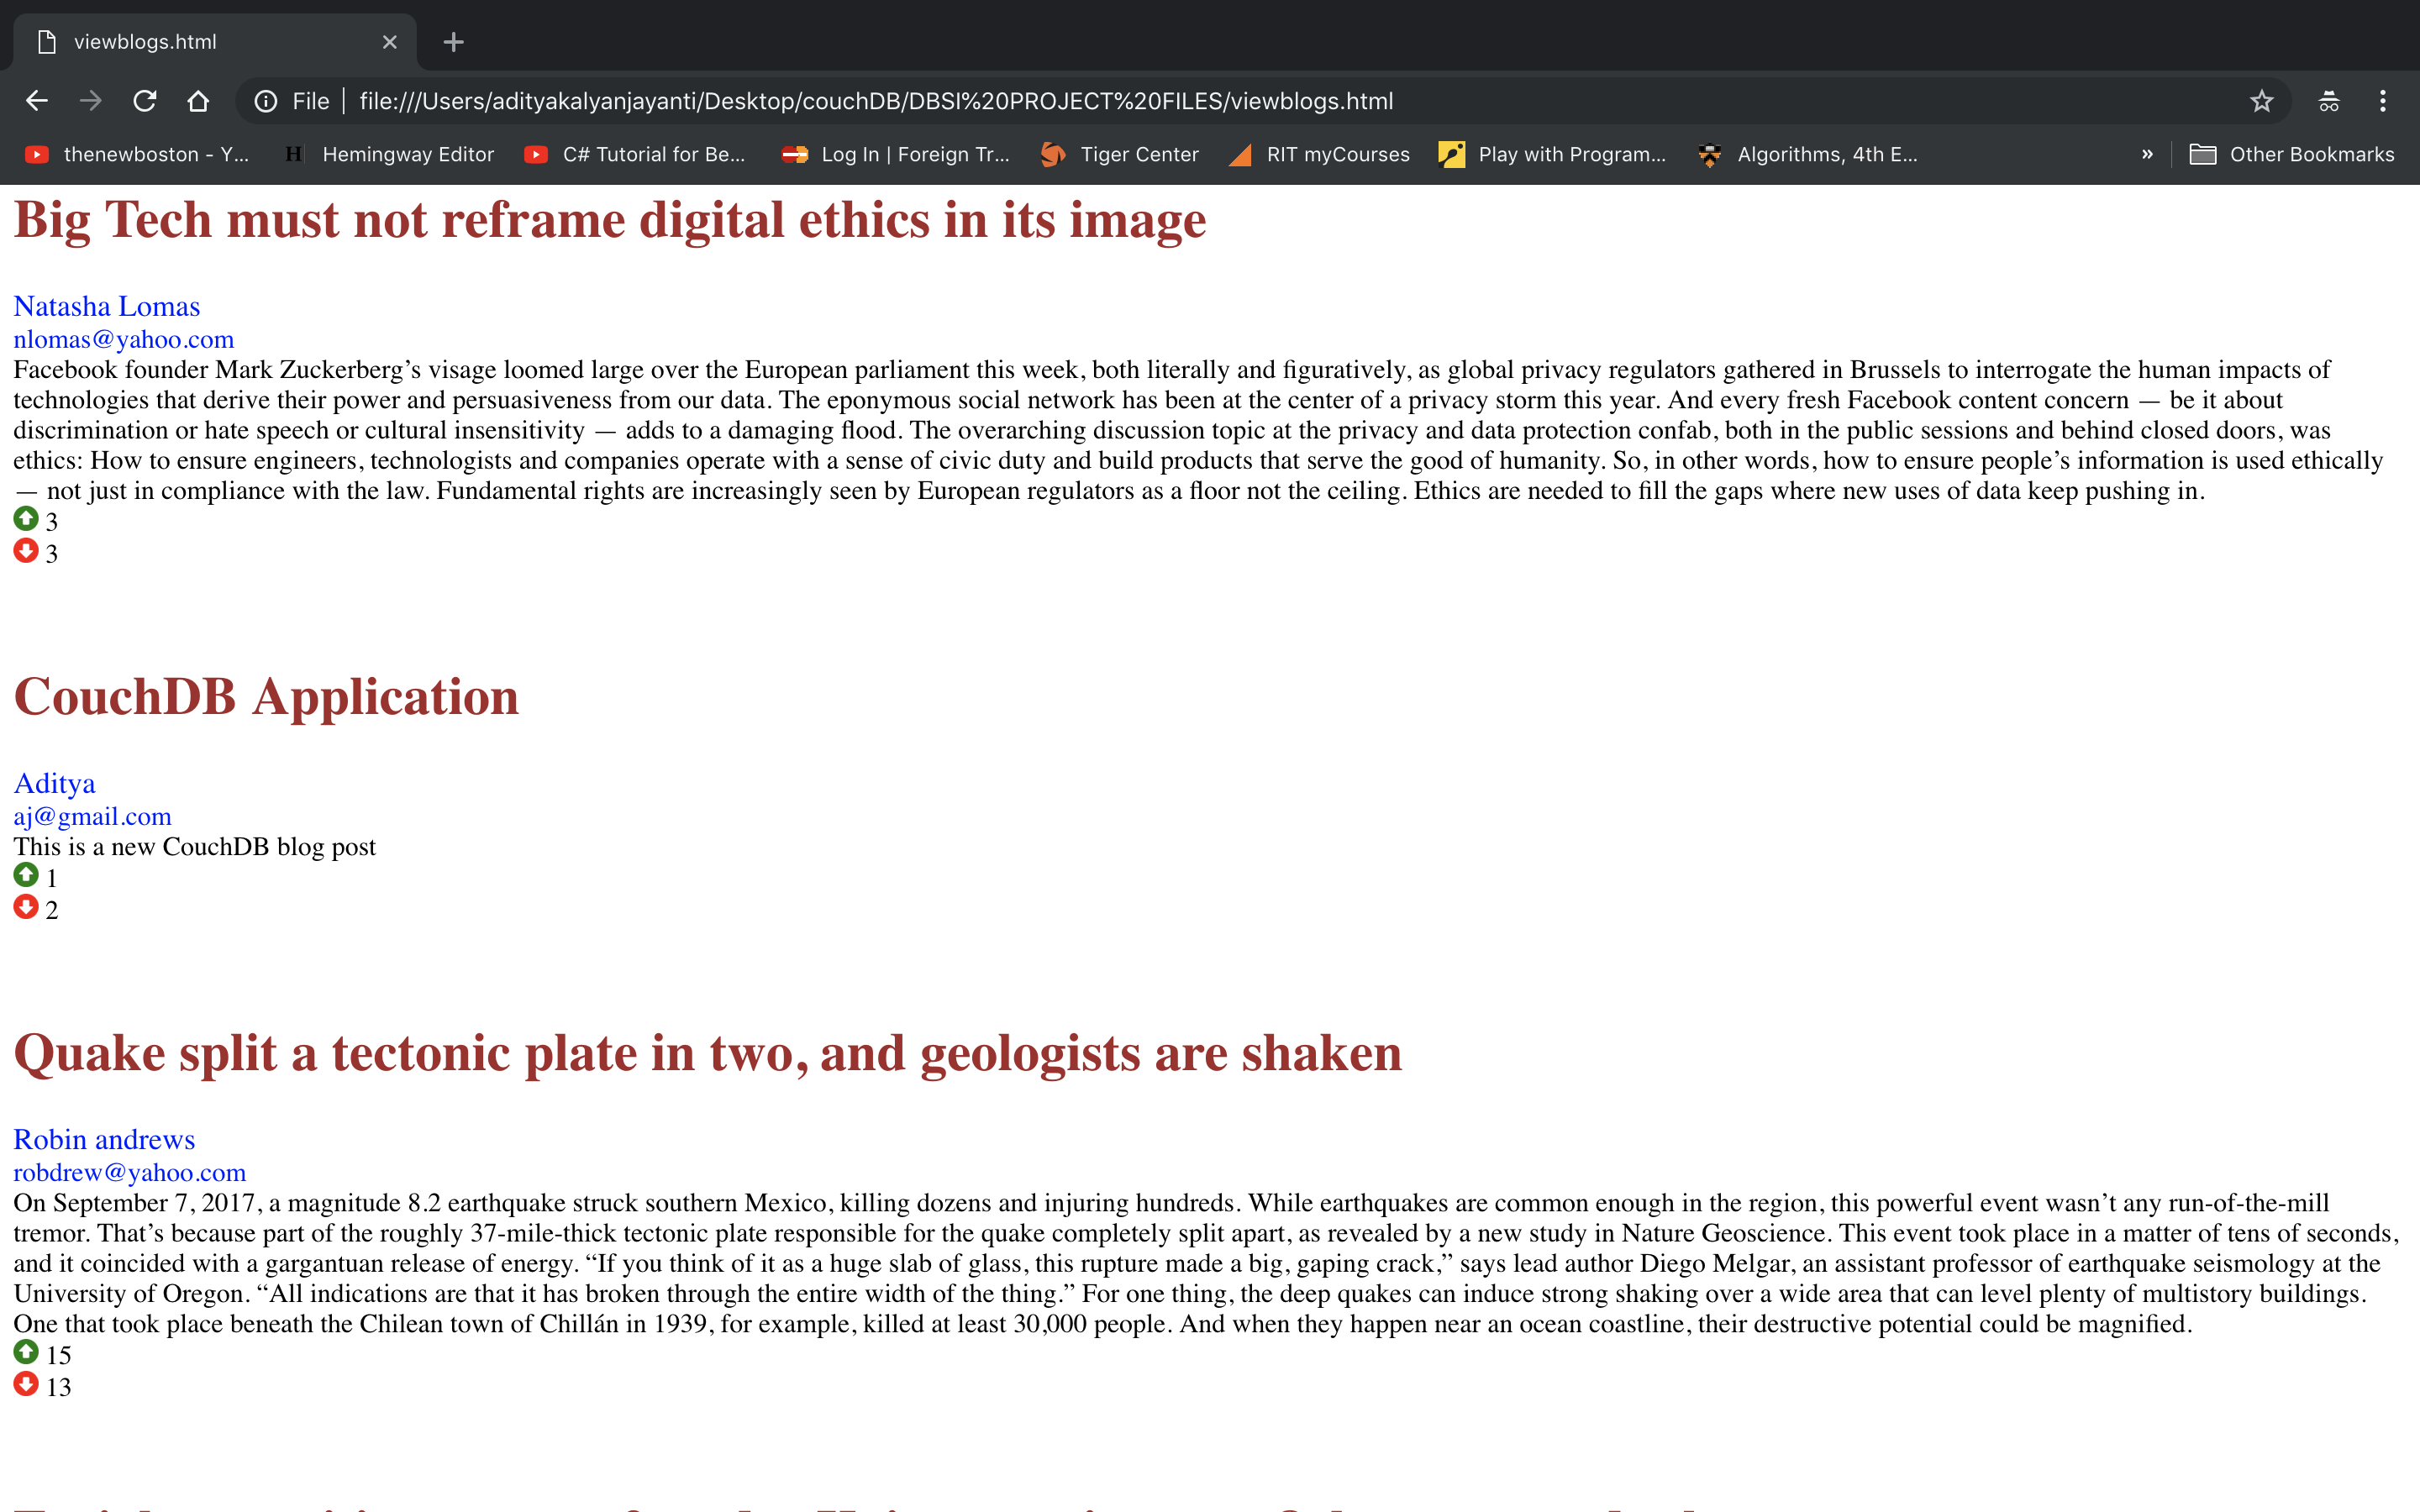 viewblogs.html
File file:///Users/adityakalyanjayanti/Desktop/couchDB/DBSI%20PROJECT%20FILES/viewblogs.html
thenewboston - Y... H Hemingway Editor C# Tutorial for Be... Log In | Foreign Tr... Tiger Center RIT myCourses Play with Program... Algorithms, 4th E... » Other Bookmarks
Big Tech must not reframe digital ethics in its image
Natasha Lomas
nlomas@yahoo.com
Facebook founder Mark Zuckerberg’s visage loomed large over the European parliament this week, both literally and figuratively, as global privacy regulators gathered in Brussels to interrogate the human impacts of
technologies that derive their power and persuasiveness from our data. The eponymous social network has been at the center of a privacy storm this year. And every fresh Facebook content concern — be it about
discrimination or hate speech or cultural insensitivity — adds to a damaging flood. The overarching discussion topic at the privacy and data protection confab, both in the public sessions and behind closed doors, was
ethics: How to ensure engineers, technologists and companies operate with a sense of civic duty and build products that serve the good of humanity. So, in other words, how to ensure people’s information is used ethically
— not just in compliance with the law. Fundamental rights are increasingly seen by European regulators as a floor not the ceiling. Ethics are needed to fill the gaps where new uses of data keep pushing in.
3
3
CouchDB Application
Aditya
aj@gmail.com
This is a new CouchDB blog post
1
2
Quake split a tectonic plate in two, and geologists are shaken
Robin andrews
robdrew@yahoo.com
On September 7, 2017, a magnitude 8.2 earthquake struck southern Mexico, killing dozens and injuring hundreds. While earthquakes are common enough in the region, this powerful event wasn’t any run-of-the-mill
tremor. That’s because part of the roughly 37-mile-thick tectonic plate responsible for the quake completely split apart, as revealed by a new study in Nature Geoscience. This event took place in a matter of tens of seconds,
and it coincided with a gargantuan release of energy. “If you think of it as a huge slab of glass, this rupture made a big, gaping crack,” says lead author Diego Melgar, an assistant professor of earthquake seismology at the
University of Oregon. “All indications are that it has broken through the entire width of the thing.” For one thing, the deep quakes can induce strong shaking over a wide area that can level plenty of multistory buildings.
One that took place beneath the Chilean town of Chillán in 1939, for example, killed at least 30,000 people. And when they happen near an ocean coastline, their destructive potential could be magnified.
15
13